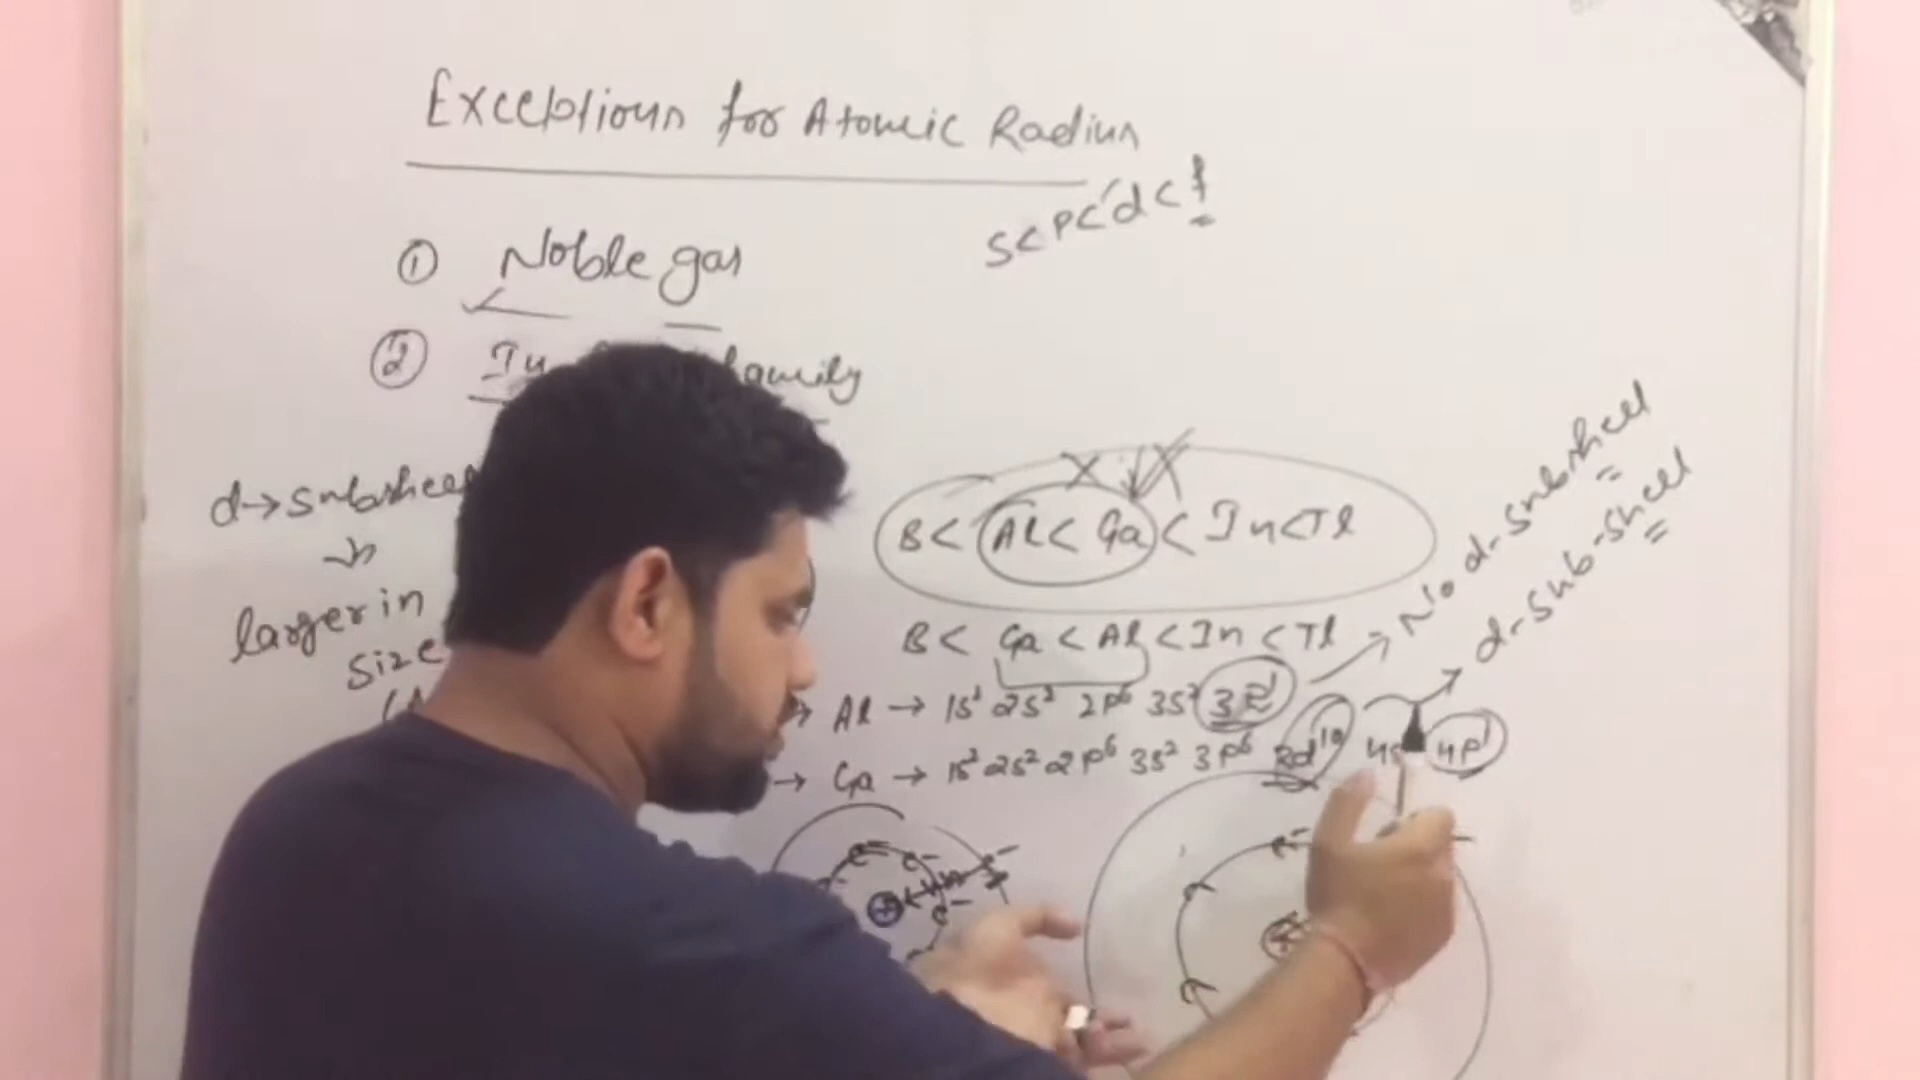 Exceptions for Atomic Radius
s < p < d < f
① Noble gas
② family
d → subshell
larger in
size
B < Al < Ga < In < Tl
B < Ga < Al < In < Tl
No d-subshell
d-sub-shell
Al → 1s² 2s² 2p⁶ 3s² 3p¹
→ Ga → 1s² 2s² 2p⁶ 3s² 3p⁶ 3d¹⁰ 4s 4p¹
e⁻ e⁻ e⁻
+ e⁻
e⁻